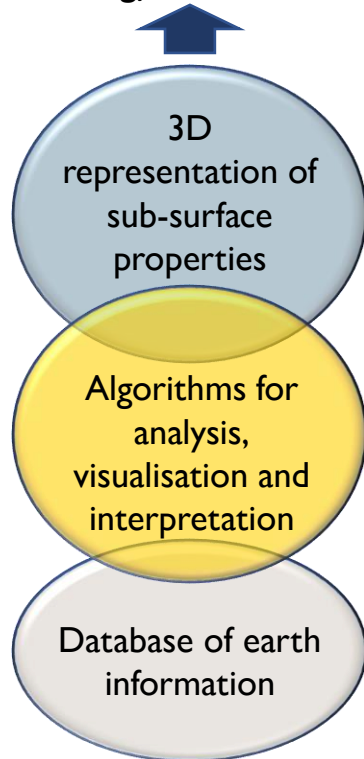 3D
representation of
sub-surface
properties
Algorithms for
analysis,
visualisation and
interpretation
Database of earth
information